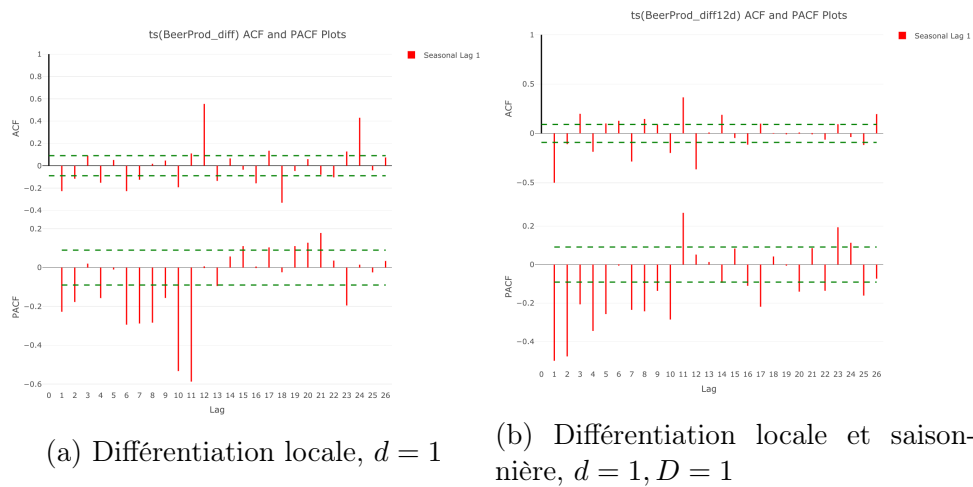 ts(BeerProd_diff) ACF and PACF Plots
Seasonal Lag 1
1
0.8
0.6
0.4
0.2
0
−0.2
−0.4
ACF
0.2
0
−0.2
−0.4
−0.6
PACF
0 1 2 3 4 5 6 7 8 9 10 11 12 13 14 15 16 17 18 19 20 21 22 23 24 25 26
Lag
(a) Différentiation locale, d = 1
ts(BeerProd_diff12d) ACF and PACF Plots
Seasonal Lag 1
1
0.5
0
−0.5
ACF
0.2
0
−0.2
−0.4
PACF
0 1 2 3 4 5 6 7 8 9 10 11 12 13 14 15 16 17 18 19 20 21 22 23 24 25 26
Lag
(b) Différentiation locale et saison-
nière, d = 1, D = 1